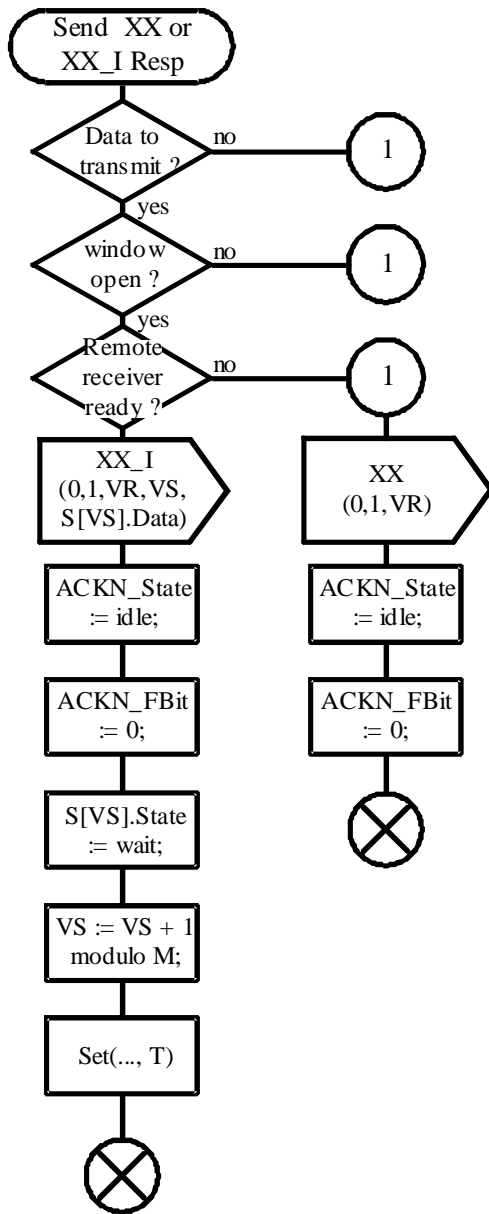 Send XX or
XX_I Resp
Data to
transmit ?
no
1
yes
window
open ?
no
1
yes
Remote
receiver
ready ?
no
1
XX_I
(0,1,VR,VS,
S[VS].Data)
XX
(0,1,VR)
ACKN_State
:= idle;
ACKN_State
:= idle;
ACKN_FBit
:= 0;
ACKN_FBit
:= 0;
S[VS].State
:= wait;
VS := VS + 1
modulo M;
Set(..., T)